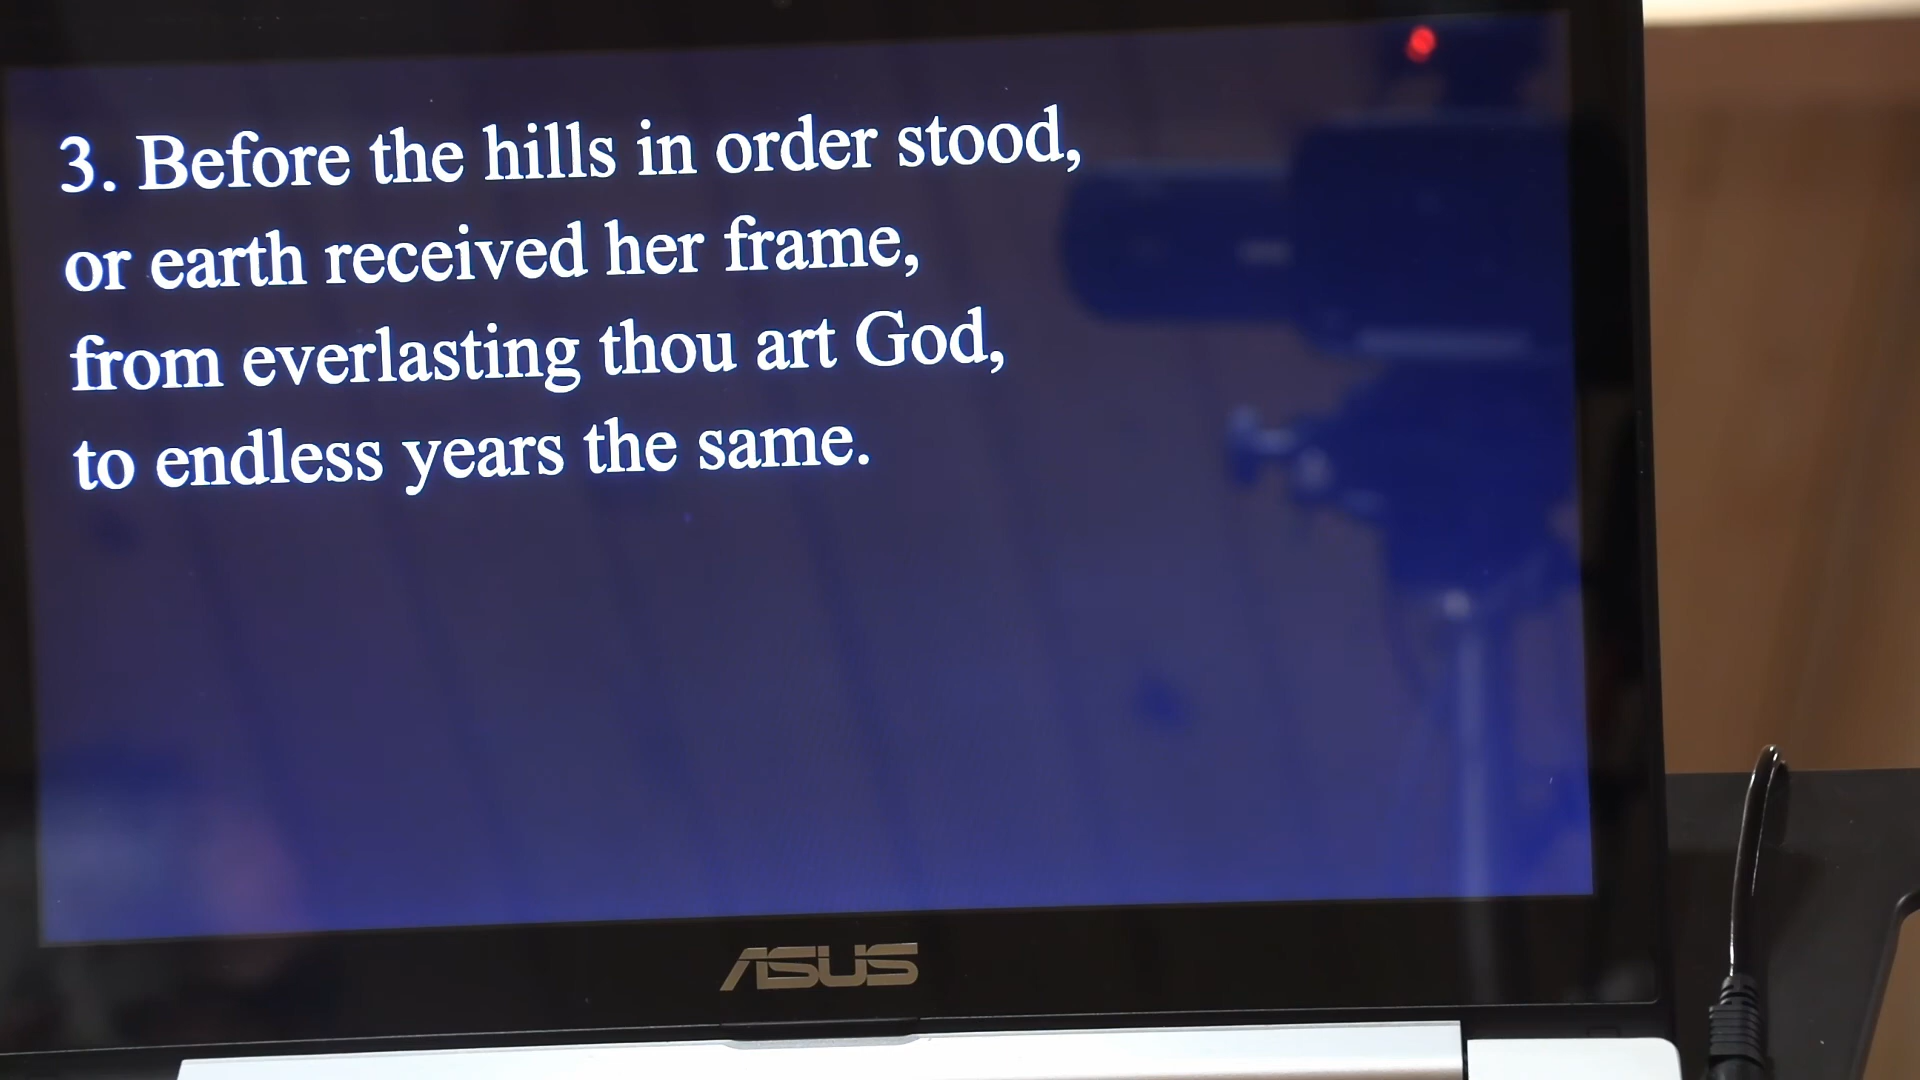 3. Before the hills in order stood,
or earth received her frame,
from everlasting thou art God,
to endless years the same.
ASUS